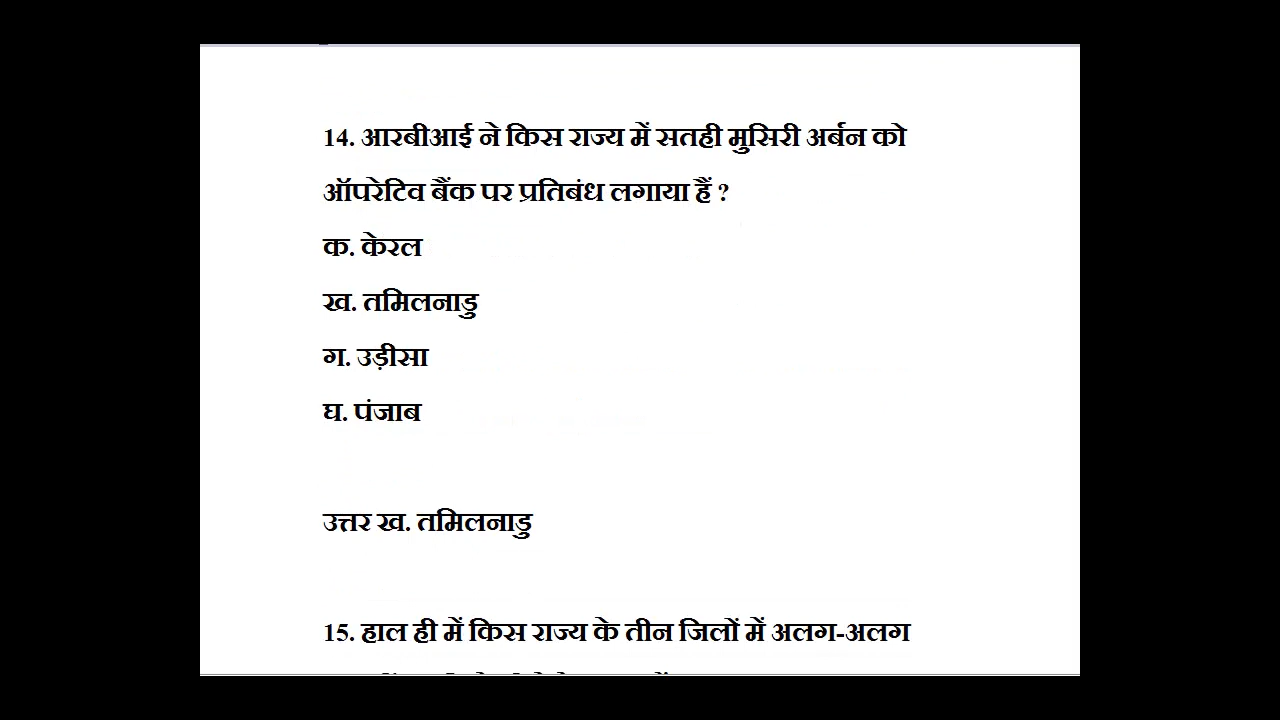 14. आरबीआई ने किस राज्य में सतही मुसिरी अर्बन को
ऑपरेटिव बैंक पर प्रतिबंध लगाया हैं ?
क. केरल
ख. तमिलनाडु
ग. उड़ीसा
घ. पंजाब
उत्तर ख. तमिलनाडु
15. हाल ही में किस राज्य के तीन जिलों में अलग-अलग